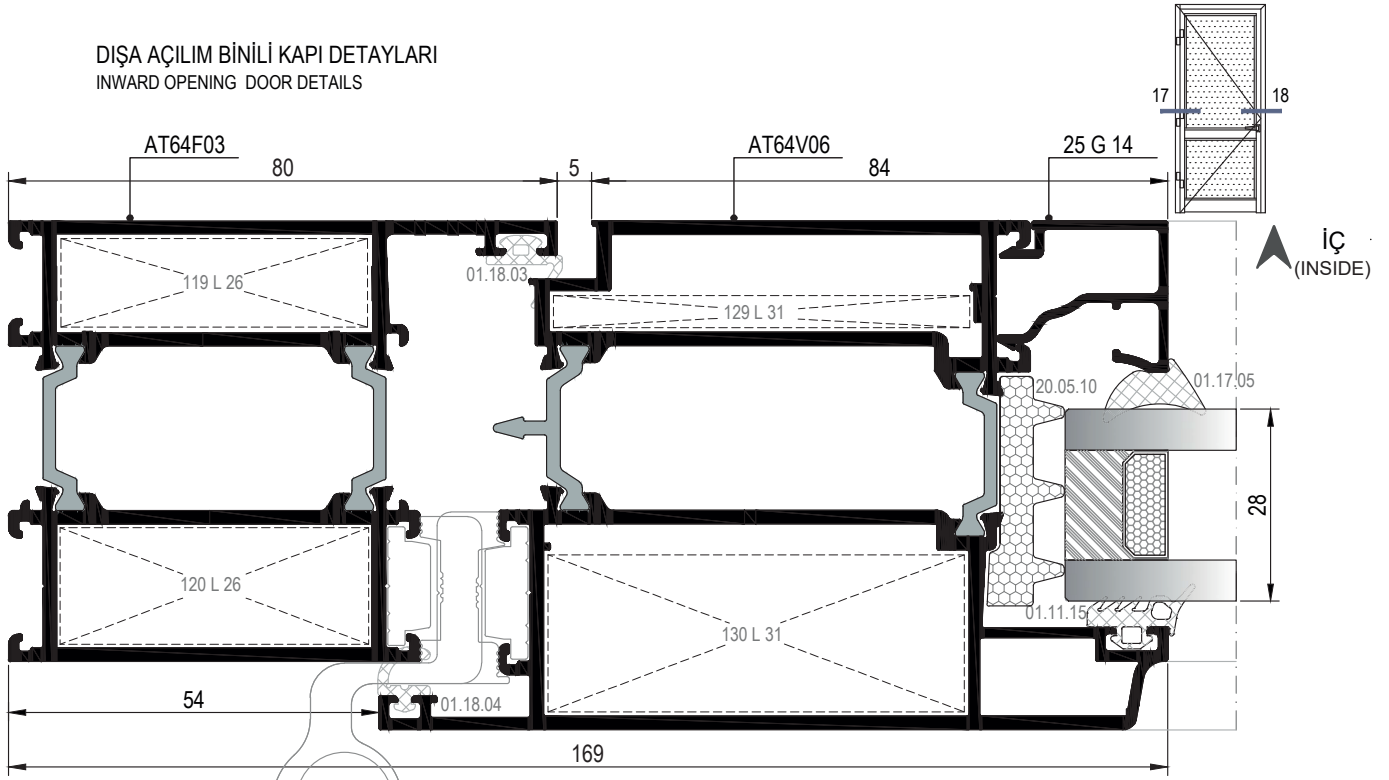 DIŞA AÇILIM BİNİLİ KAPI DETAYLARI
INWARD OPENING  DOOR DETAILS
17
18
AT64F03
AT64V06
25 G 14
80
5
84
İÇ
(INSIDE)
01.18.03
119 L 26
129 L 31
20.05.10
01.17.05
28
120 L 26
130 L 31
01.11.15
54
01.18.04
169